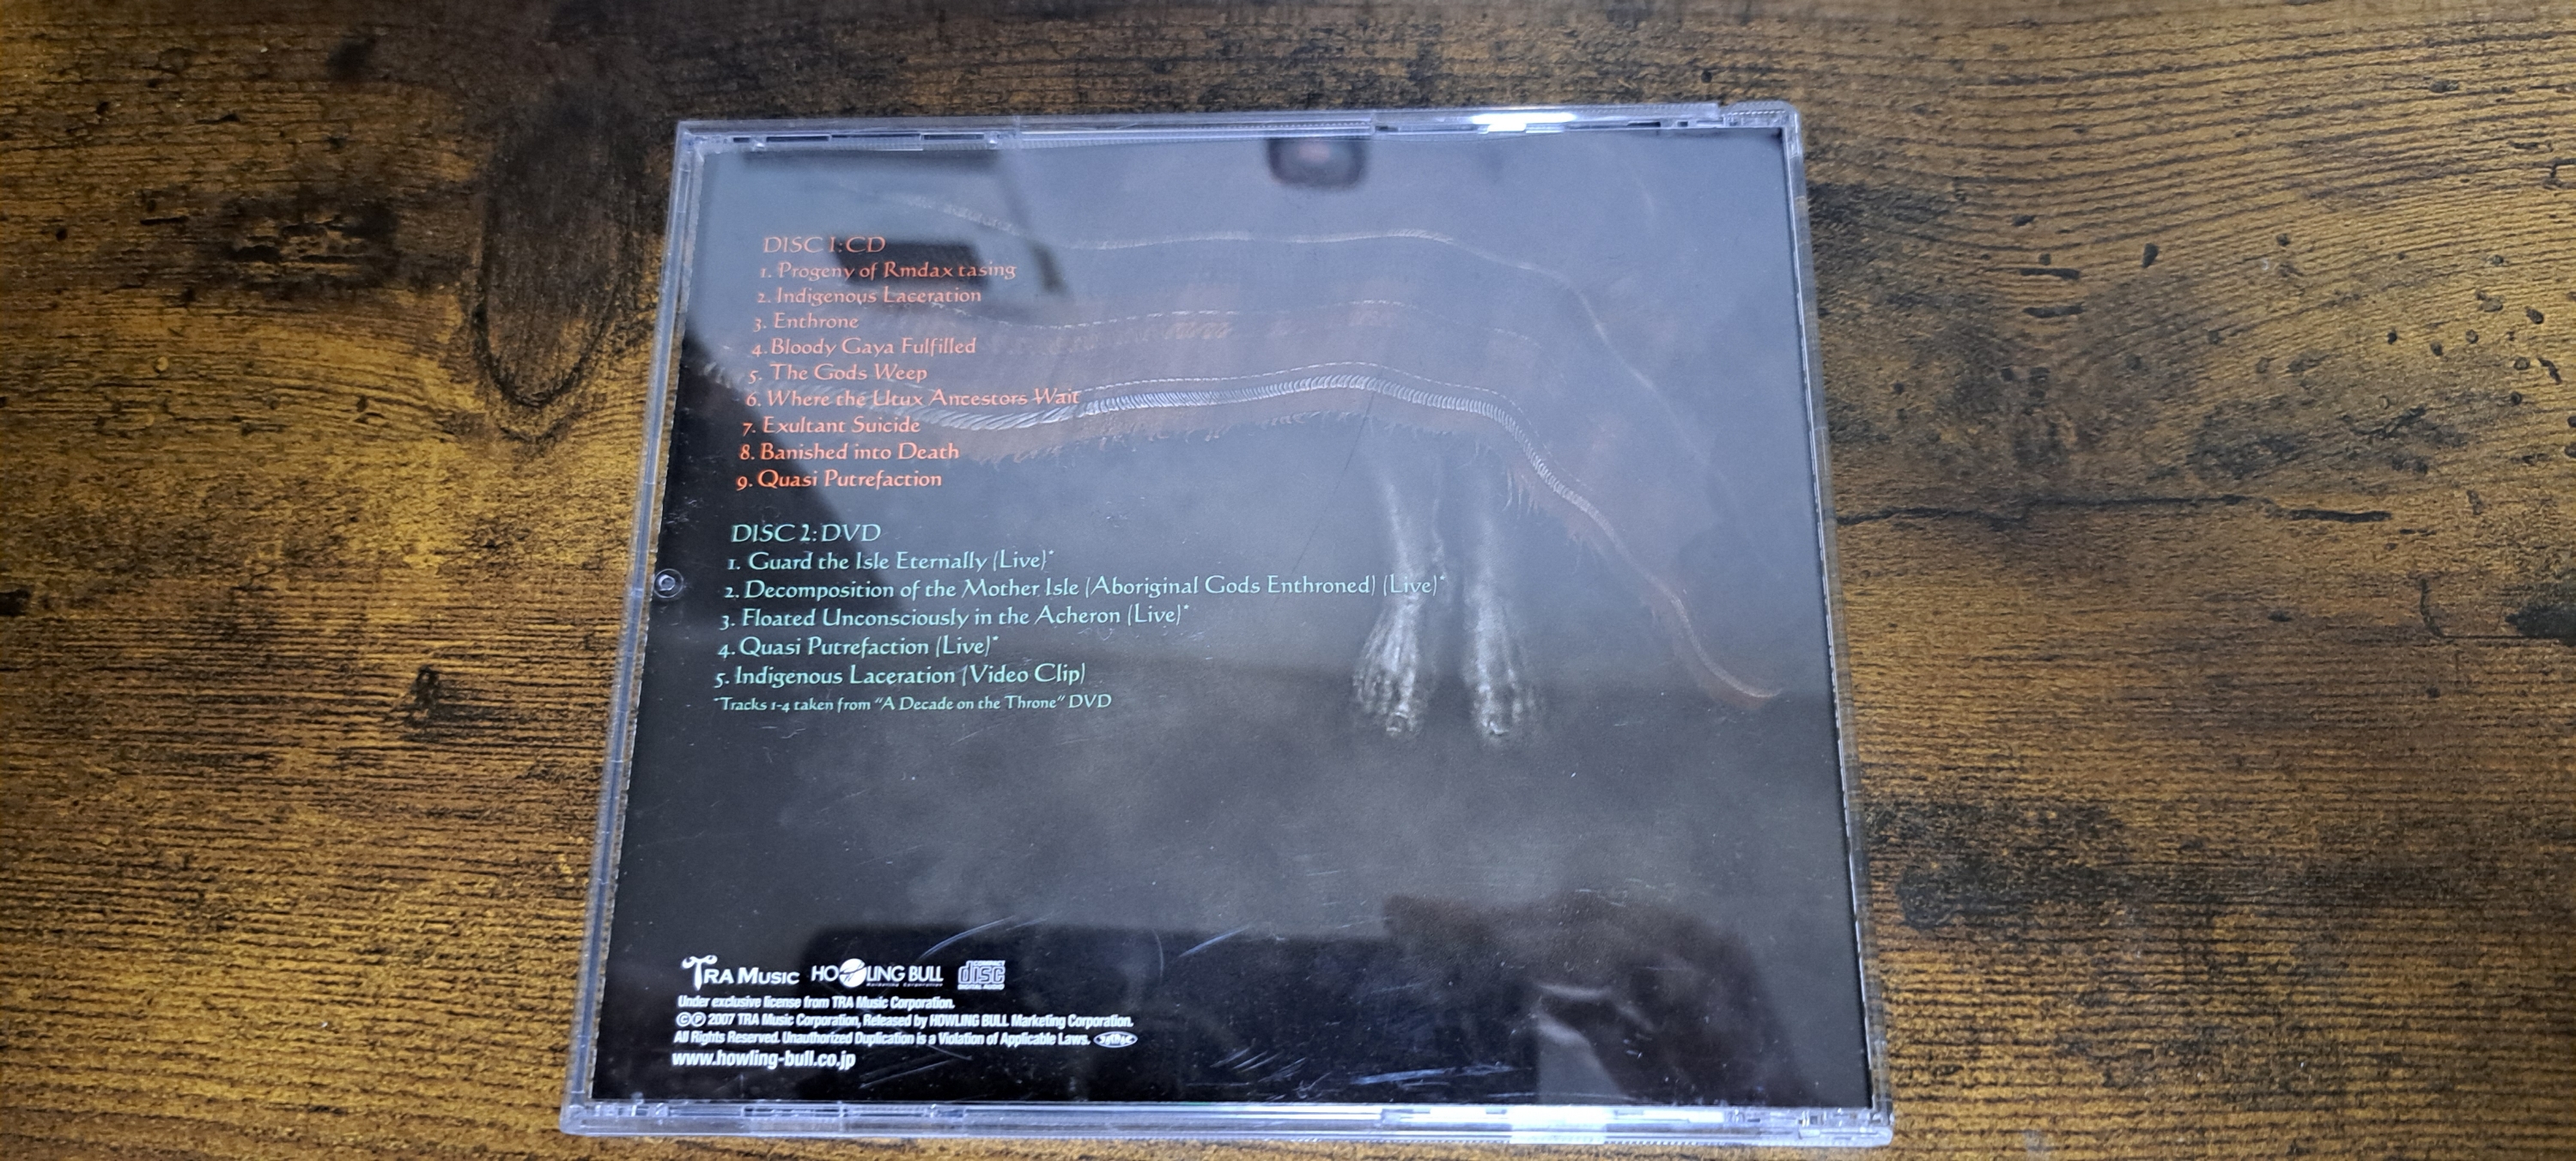 DISC 1: CD
1. Progeny of Rmdax tasing
2. Indigenous Laceration
3. Enthrone
4. Bloody Gaya Fulfilled
5. The Gods Weep
6. Where the Utux Ancestors Wait
7. Exultant Suicide
8. Banished into Death
9. Quasi Putrefaction
DISC 2: DVD
1. Guard the Isle Eternally (Live)*
2. Decomposition of the Mother Isle (Aboriginal Gods Enthroned) (Live)*
3. Floated Unconsciously in the Acheron (Live)*
4. Quasi Putrefaction (Live)*
5. Indigenous Laceration (Video Clip)
*Tracks 1-4 taken from "A Decade on the Throne" DVD
TRA MUSIC HOWLING BULL Marketing Corporation COMPACT disc DIGITAL AUDIO
Under exclusive license from TRA Music Corporation.
©℗ 2007 TRA Music Corporation, Released by HOWLING BULL Marketing Corporation.
All Rights Reserved. Unauthorized Duplication is a Violation of Applicable Laws.
www.howling-bull.co.jp